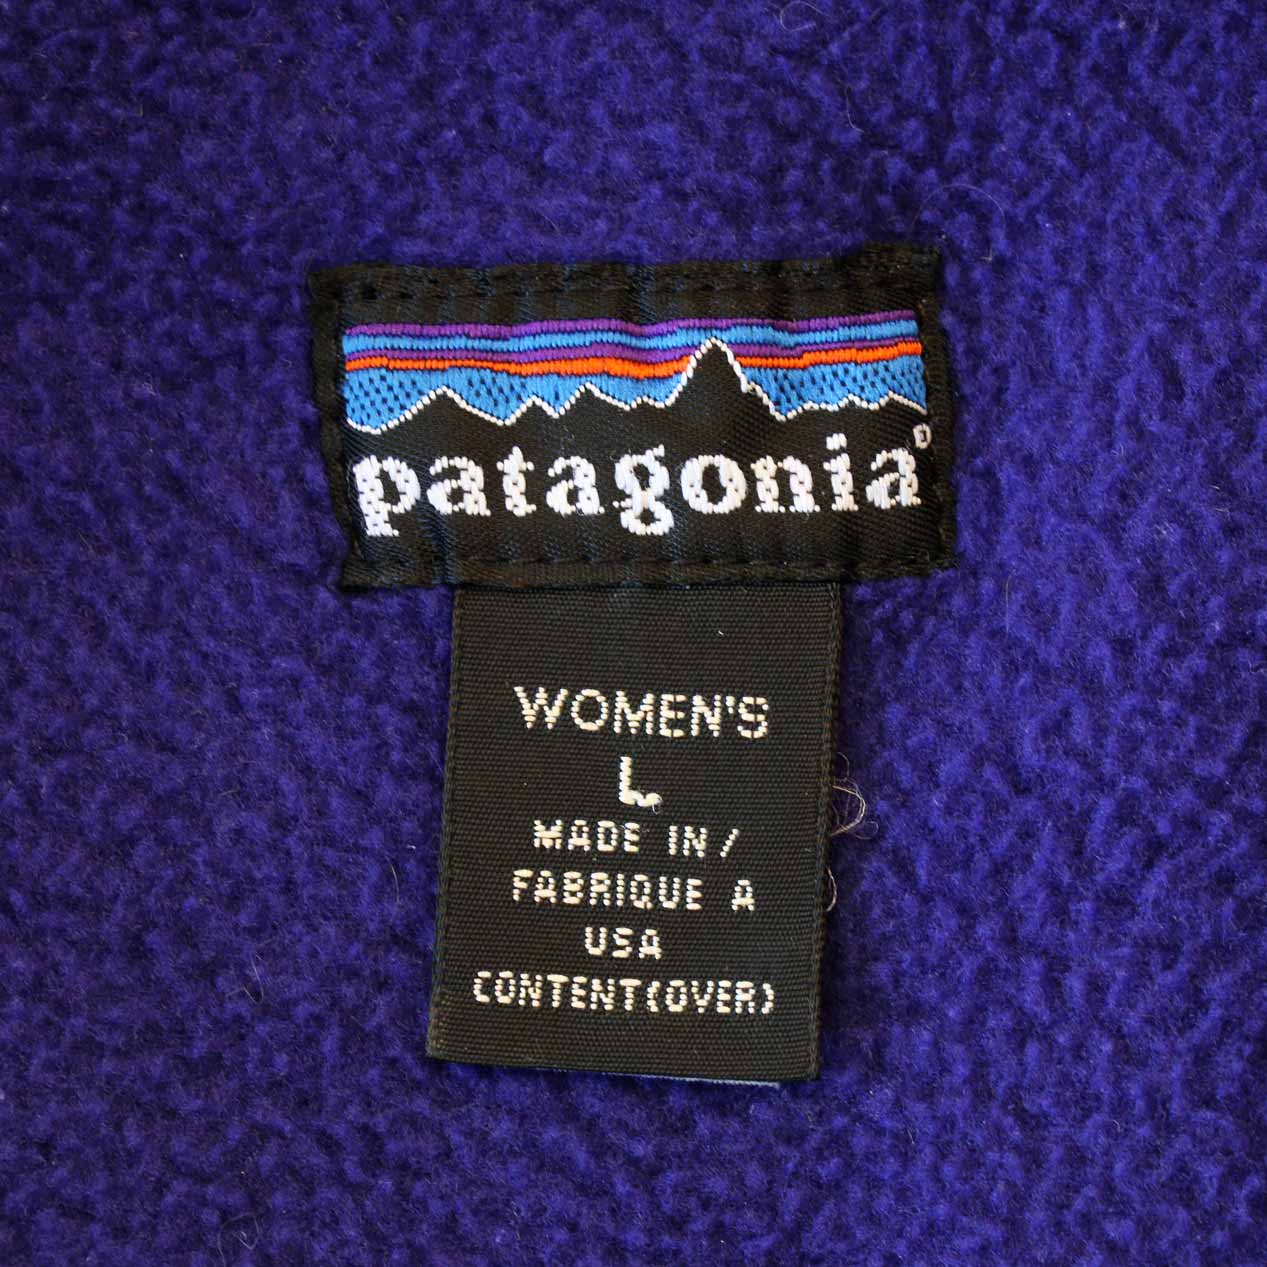 patagonia®
WOMEN'S
L
MADE IN /
FABRIQUE A
USA
CONTENT(OVER)